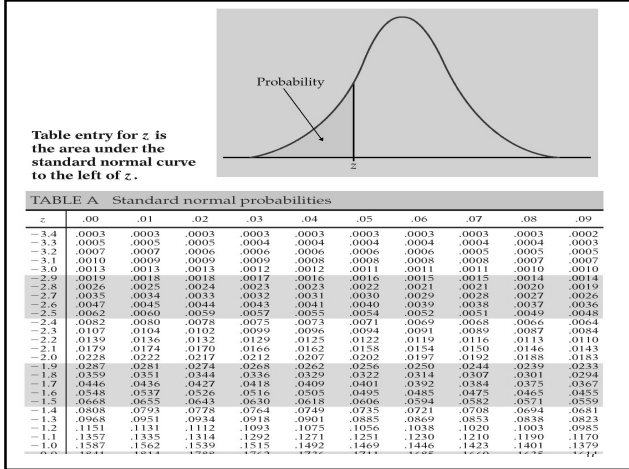 Probability
z
Table entry for z is
the area under the
standard normal curve
to the left of z.
TABLE A Standard normal probabilities
z .00 .01 .02 .03 .04 .05 .06 .07 .08 .09
−3.4 .0003 .0003 .0003 .0003 .0003 .0003 .0003 .0003 .0003 .0002
−3.3 .0005 .0005 .0005 .0004 .0004 .0004 .0004 .0004 .0004 .0003
−3.2 .0007 .0007 .0006 .0006 .0006 .0006 .0006 .0005 .0005 .0005
−3.1 .0010 .0009 .0009 .0009 .0008 .0008 .0008 .0008 .0007 .0007
−3.0 .0013 .0013 .0013 .0012 .0012 .0011 .0011 .0011 .0010 .0010
−2.9 .0019 .0018 .0018 .0017 .0016 .0016 .0015 .0015 .0014 .0014
−2.8 .0026 .0025 .0024 .0023 .0023 .0022 .0021 .0021 .0020 .0019
−2.7 .0035 .0034 .0033 .0032 .0031 .0030 .0029 .0028 .0027 .0026
−2.6 .0047 .0045 .0044 .0043 .0041 .0040 .0039 .0038 .0037 .0036
−2.5 .0062 .0060 .0059 .0057 .0055 .0054 .0052 .0051 .0049 .0048
−2.4 .0082 .0080 .0078 .0075 .0073 .0071 .0069 .0068 .0066 .0064
−2.3 .0107 .0104 .0102 .0099 .0096 .0094 .0091 .0089 .0087 .0084
−2.2 .0139 .0136 .0132 .0129 .0125 .0122 .0119 .0116 .0113 .0110
−2.1 .0179 .0174 .0170 .0166 .0162 .0158 .0154 .0150 .0146 .0143
−2.0 .0228 .0222 .0217 .0212 .0207 .0202 .0197 .0192 .0188 .0183
−1.9 .0287 .0281 .0274 .0268 .0262 .0256 .0250 .0244 .0239 .0233
−1.8 .0359 .0351 .0344 .0336 .0329 .0322 .0314 .0307 .0301 .0294
−1.7 .0446 .0436 .0427 .0418 .0409 .0401 .0392 .0384 .0375 .0367
−1.6 .0548 .0537 .0526 .0516 .0505 .0495 .0485 .0475 .0465 .0455
−1.5 .0668 .0655 .0643 .0630 .0618 .0606 .0594 .0582 .0571 .0559
−1.4 .0808 .0793 .0778 .0764 .0749 .0735 .0721 .0708 .0694 .0681
−1.3 .0968 .0951 .0934 .0918 .0901 .0885 .0869 .0853 .0838 .0823
−1.2 .1151 .1131 .1112 .1093 .1075 .1056 .1038 .1020 .1003 .0985
−1.1 .1357 .1335 .1314 .1292 .1271 .1251 .1230 .1210 .1190 .1170
−1.0 .1587 .1562 .1539 .1515 .1492 .1469 .1446 .1423 .1401 .1379